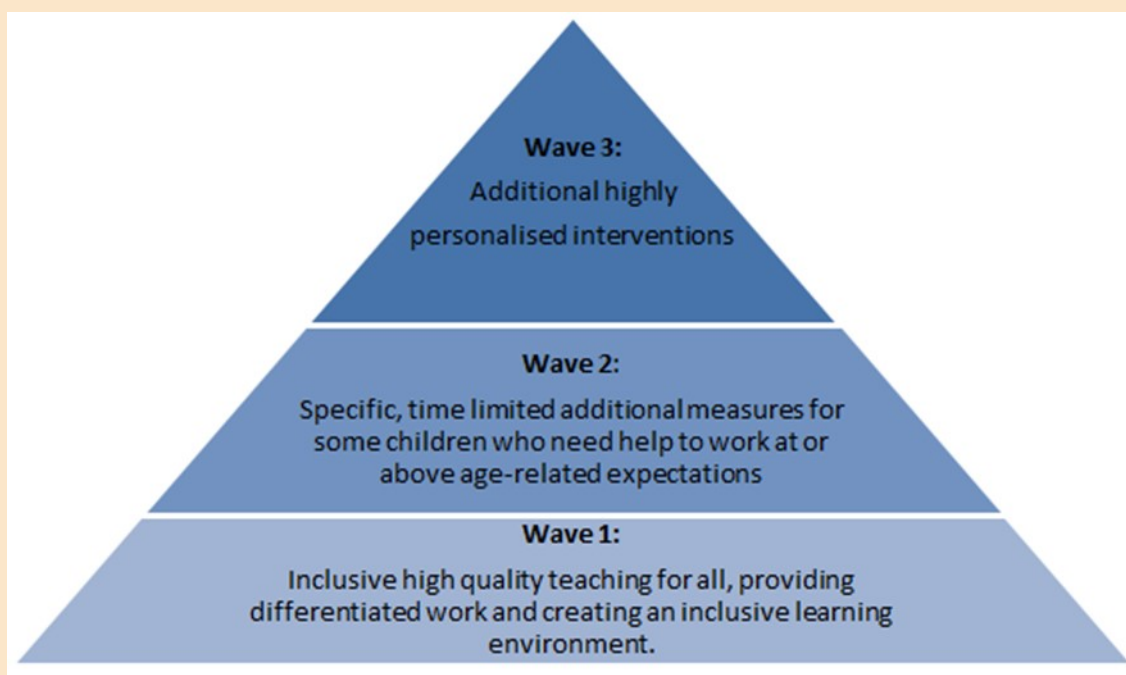 Wave 3:
Additional highly
personalised interventions
Wave 2:
Specific, time limited additional measures for
some children who need help to work at or
above age-related expectations
Wave 1:
Inclusive high quality teaching for all, providing
differentiated work and creating an inclusive learning
environment.